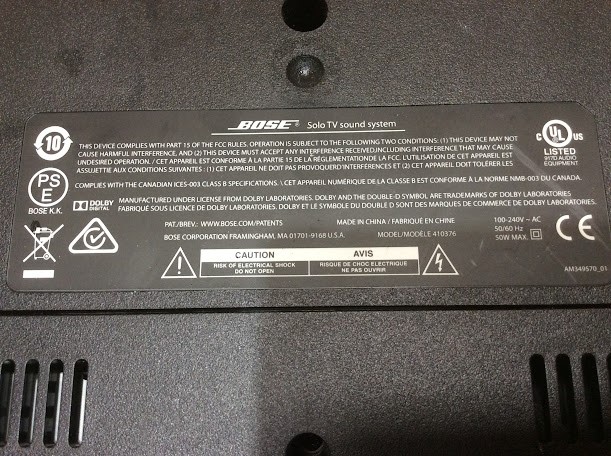 BOSE® Solo TV sound system
10
THIS DEVICE COMPLIES WITH PART 15 OF THE FCC RULES. OPERATION IS SUBJECT TO THE FOLLOWING TWO CONDITIONS: (1) THIS DEVICE MAY NOT
CAUSE HARMFUL INTERFERENCE, AND (2) THIS DEVICE MUST ACCEPT ANY INTERFERENCE RECEIVED,INCLUDING INTERFERENCE THAT MAY CAUSE
UNDESIRED OPERATION. / CET APPAREIL EST CONFORME À LA PARTIE 15 DE LA RÉGLEMENTATIONDE LA FCC. L'UTILISATION DE CET APPAREIL EST
ASSUJETTIE AUX CONDITIONS SUIVANTES : (1) CET APPAREIL NE DOIT PAS PROVOQUERD'INTERFÉRENCES ET (2) CET APPAREIL DOIT TOLÉRER LES
C UL US
LISTED
917D AUDIO
EQUIPMENT
PS
E
BOSE K.K.
COMPLIES WITH THE CANADIAN ICES-003 CLASS B SPECIFICATIONS. \ CET APPAREIL NUMÉRIQUE DE LA CLASSE B EST CONFORME À LA NORME NMB-003 DU CANADA.
DOLBY
DIGITAL
MANUFACTURED UNDER LICENSE FROM DOLBY LABORATORIES. DOLBY AND THE DOUBLE-D SYMBOL ARE TRADEMARKS OF DOLBY LABORATORIES
FABRIQUÉ SOUS LICENCE DE DOLBY LABORATORIES. DOLBY ET LE SYMBOLE DU DOUBLE D SONT DES MARQUES DE COMMERCE DE DOLBY LABORATORIES.
PAT./BREV.: WWW.BOSE.COM/PATENTS
MADE IN CHINA / FABRIQUÉ EN CHINE
100-240V ~ AC
BOSE CORPORATION FRAMINGHAM, MA 01701-9168 U.S.A.
MODEL/MODÈLE 410376
50/60 Hz
50W MAX.
CE
CAUTION
RISK OF ELECTRICAL SHOCK
DO NOT OPEN
AVIS
RISQUE DE CHOC ELECTRIQUE
NE PAS OUVRIR
AM349570_01